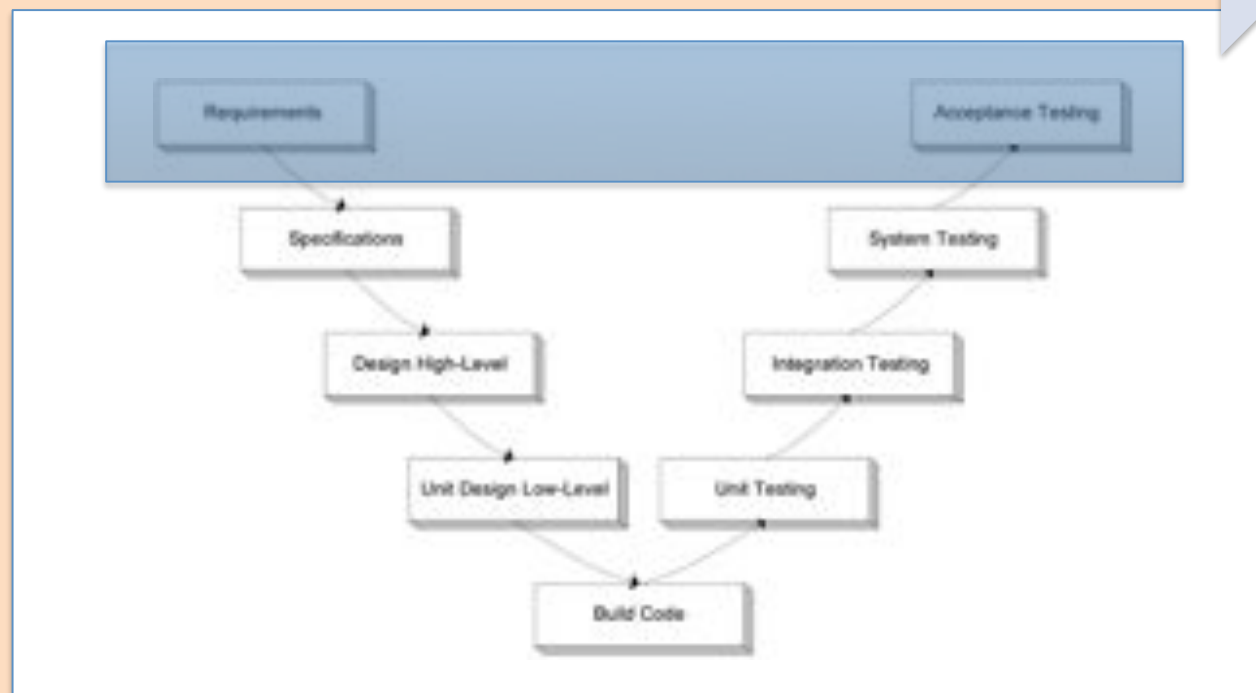 Requirements
Acceptance Testing
Specifications
System Testing
Design High-Level
Integration Testing
Unit Design Low-Level
Unit Testing
Build Code